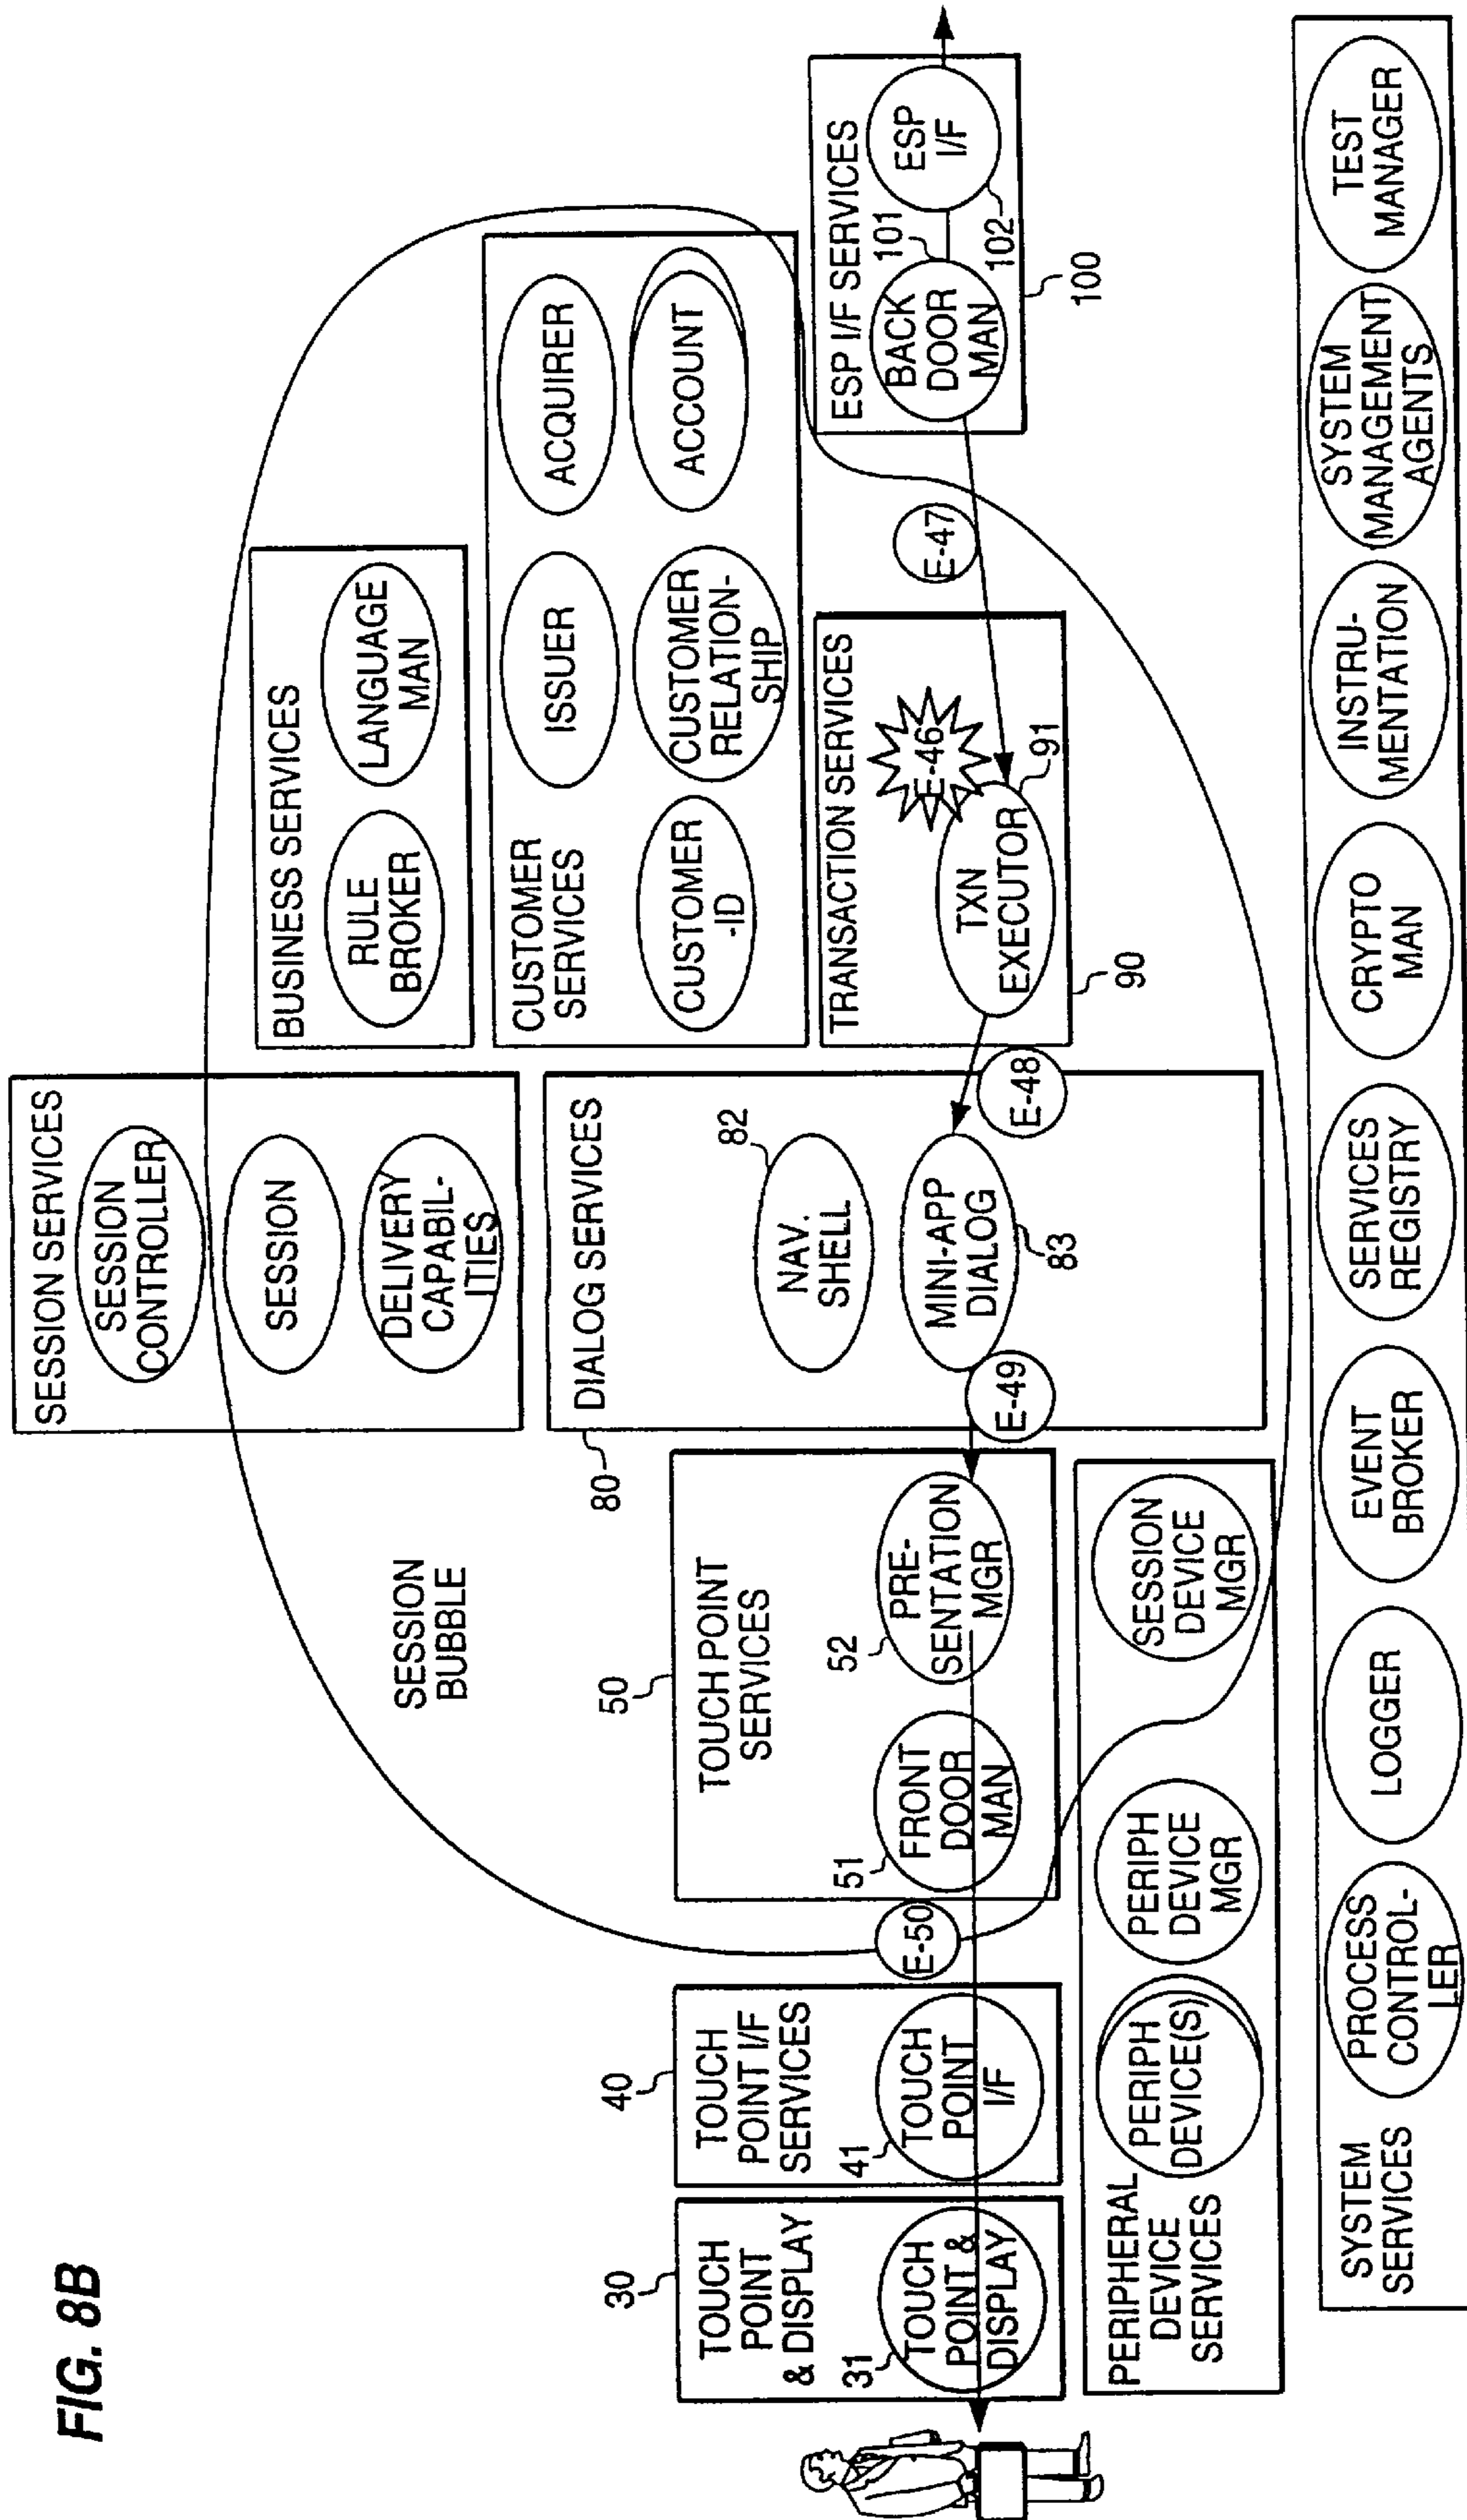 FIG. 8B
SESSION SERVICES
SESSION
CONTROLLER
SESSION
DELIVERY
CAPABIL-
ITIES
BUSINESS SERVICES
RULE
BROKER
LANGUAGE
MAN
SESSION
BUBBLE
CUSTOMER
SERVICES
ISSUER
ACQUIRER
CUSTOMER
-ID
CUSTOMER
RELATION-
SHIP
ACCOUNT
30
TOUCH
POINT
& DISPLAY
31
TOUCH
POINT &
DISPLAY
40
TOUCH
POINT I/F
SERVICES
41
TOUCH
POINT
I/F
E-50
50
TOUCH POINT
SERVICES
51
FRONT
DOOR
MAN
52
PRE-
SENTATION
MGR
80
DIALOG SERVICES
82
NAV.
SHELL
MINI-APP
DIALOG
83
E-49
E-48
TRANSACTION SERVICES
E-46
TXN
EXECUTOR
91
90
E-47
ESP I/F SERVICES
BACK
DOOR
MAN
101
ESP
I/F
102
100
PERIPHERAL
DEVICE
SERVICES
PERIPH
DEVICE(S)
PERIPH
DEVICE
MGR
SESSION
DEVICE
MGR
SYSTEM
SERVICES
PROCESS
CONTROL-
LER
LOGGER
EVENT
BROKER
SERVICES
REGISTRY
CRYPTO
MAN
INSTRU-
MENTATION
SYSTEM
MANAGEMENT
AGENTS
TEST
MANAGER